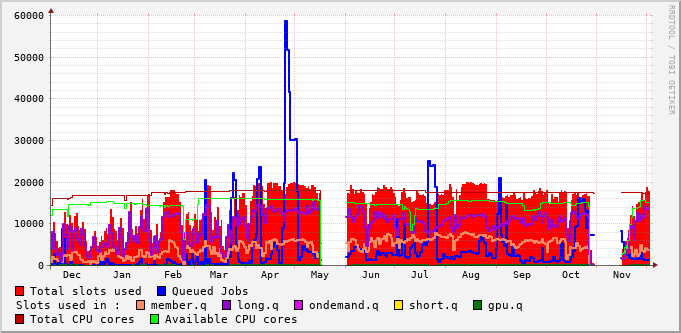 60000
50000
40000
30000
20000
10000
0
Dec Jan Feb Mar Apr May Jun Jul Aug Sep Oct Nov
RRDTOOL / TOBI OETIKER
Total slots used Queued Jobs
Slots used in : member.q long.q ondemand.q short.q gpu.q
Total CPU cores Available CPU cores